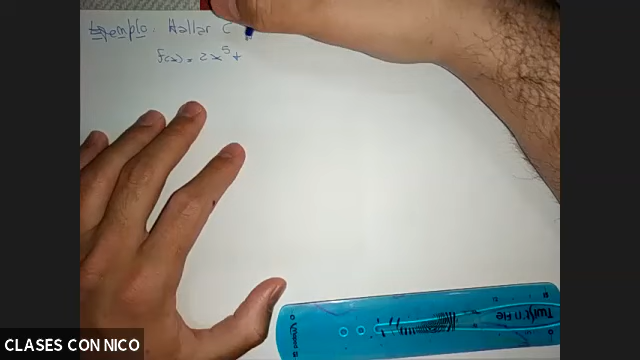 Ejemplo: Hallar C
f(x) = 2x⁵ +
Twist n Flex
CLASES CON NICO